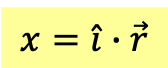 x = î · r⃗